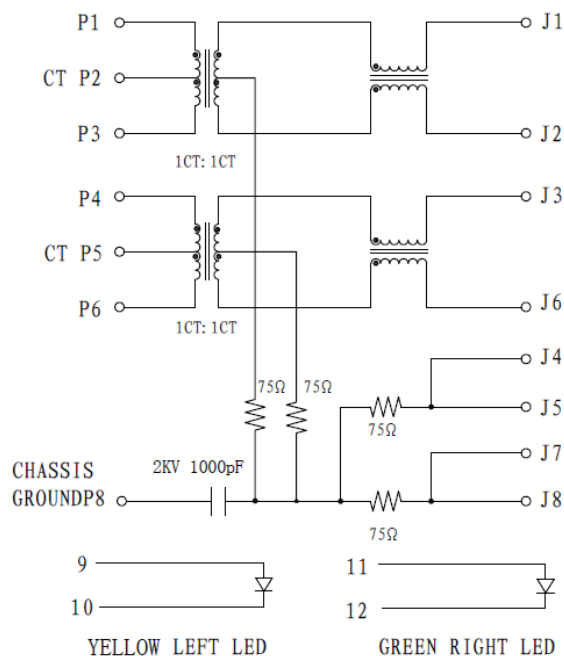 P1
J1
CT P2
P3
J2
1CT: 1CT
P4
J3
CT P5
P6
J6
1CT: 1CT
J4
75Ω
75Ω
J5
75Ω
J7
2KV 1000pF
CHASSIS
GROUNDP8
J8
75Ω
9
11
10
12
YELLOW LEFT LED
GREEN RIGHT LED